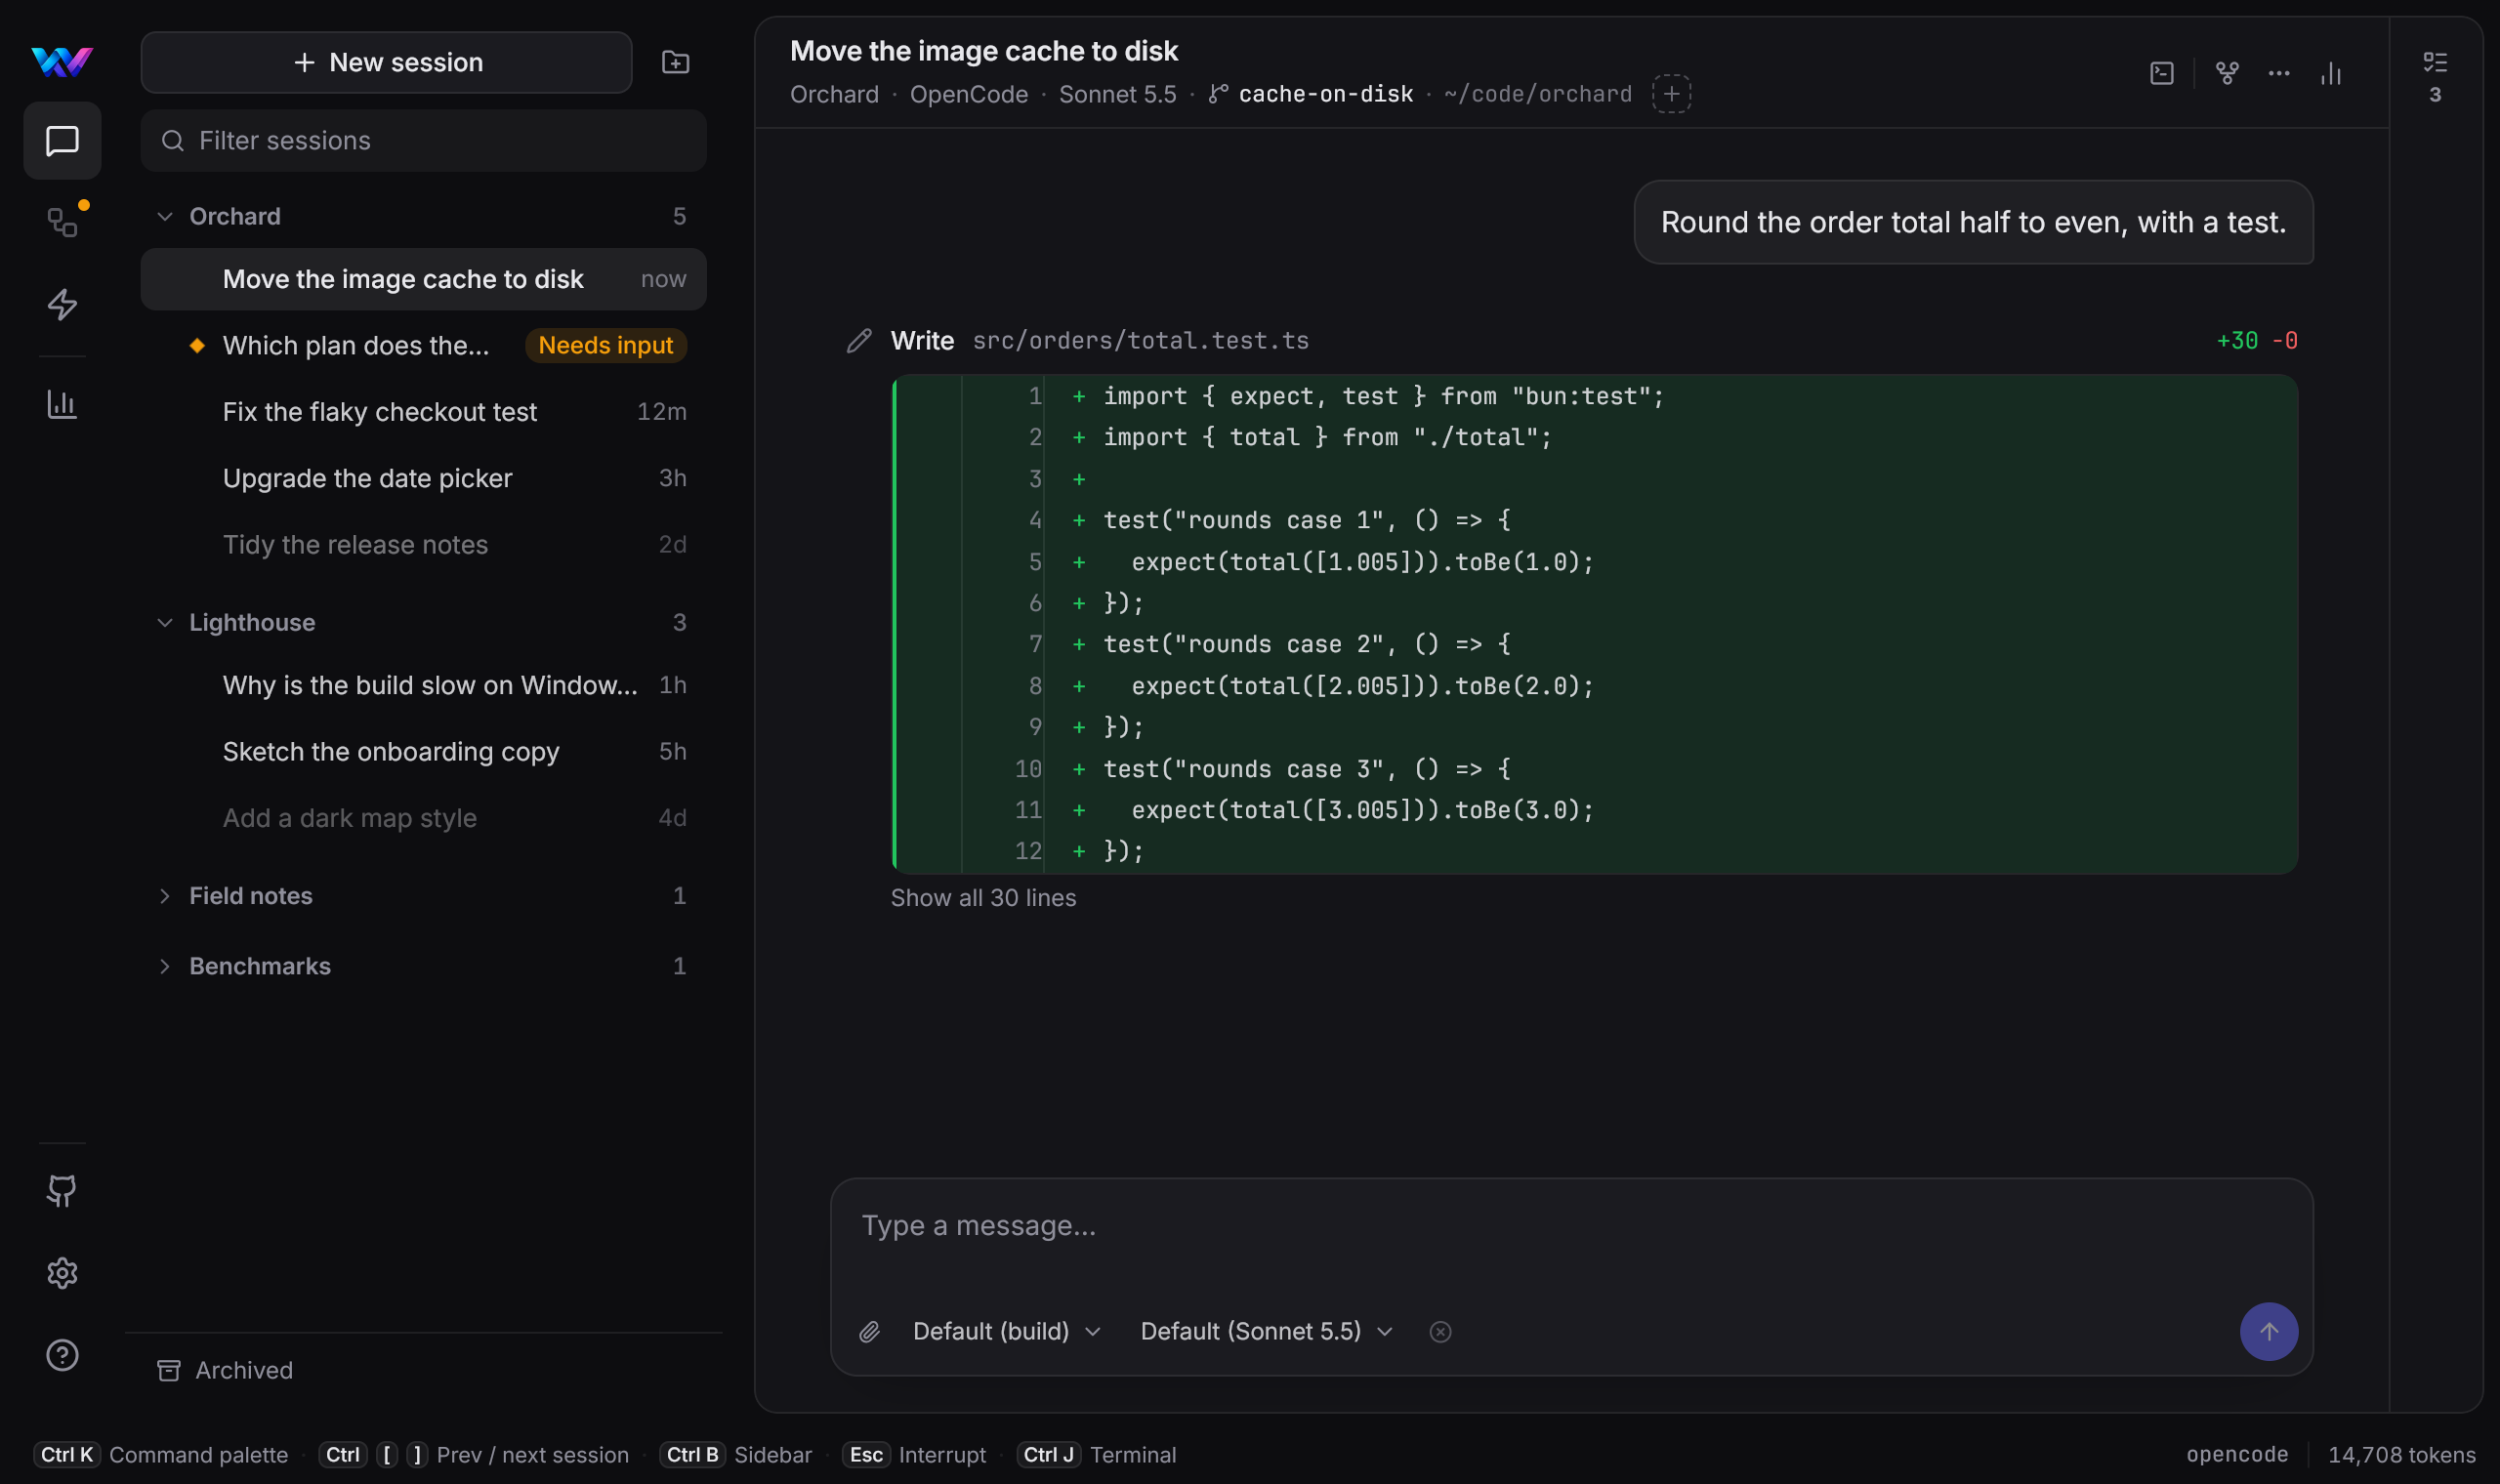 New session
Filter sessions
Orchard 5
Move the image cache to disk now
Which plan does the... Needs input
Fix the flaky checkout test 12m
Upgrade the date picker 3h
Tidy the release notes 2d
Lighthouse 3
Why is the build slow on Window... 1h
Sketch the onboarding copy 5h
Add a dark map style 4d
Field notes 1
Benchmarks 1
Archived
Move the image cache to disk
Orchard · OpenCode · Sonnet 5.5 · cache-on-disk · ~/code/orchard
3
Round the order total half to even, with a test.
Write src/orders/total.test.ts +30 -0
1 + import { expect, test } from "bun:test";
2 + import { total } from "./total";
3 +
4 + test("rounds case 1", () => {
5 + expect(total([1.005])).toBe(1.0);
6 + });
7 + test("rounds case 2", () => {
8 + expect(total([2.005])).toBe(2.0);
9 + });
10 + test("rounds case 3", () => {
11 + expect(total([3.005])).toBe(3.0);
12 + });
Show all 30 lines
Type a message...
Default (build) Default (Sonnet 5.5)
Ctrl K Command palette · Ctrl [ ] Prev / next session · Ctrl B Sidebar · Esc Interrupt · Ctrl J Terminal
opencode 14,708 tokens